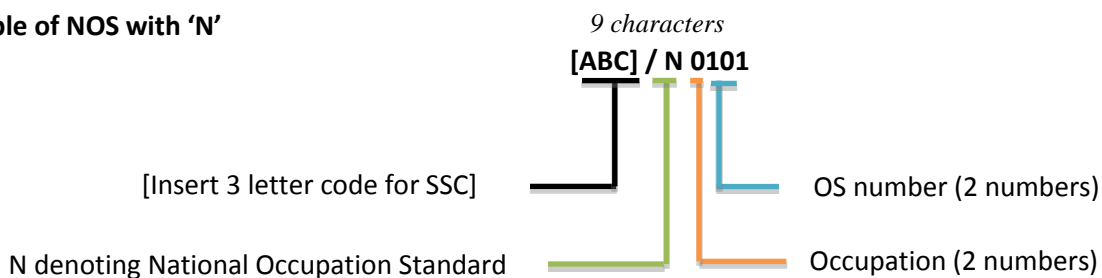 ple of NOS with ‘N’
9 characters
[ABC] / N 0101
[Insert 3 letter code for SSC]
OS number (2 numbers)
N denoting National Occupation Standard
Occupation (2 numbers)